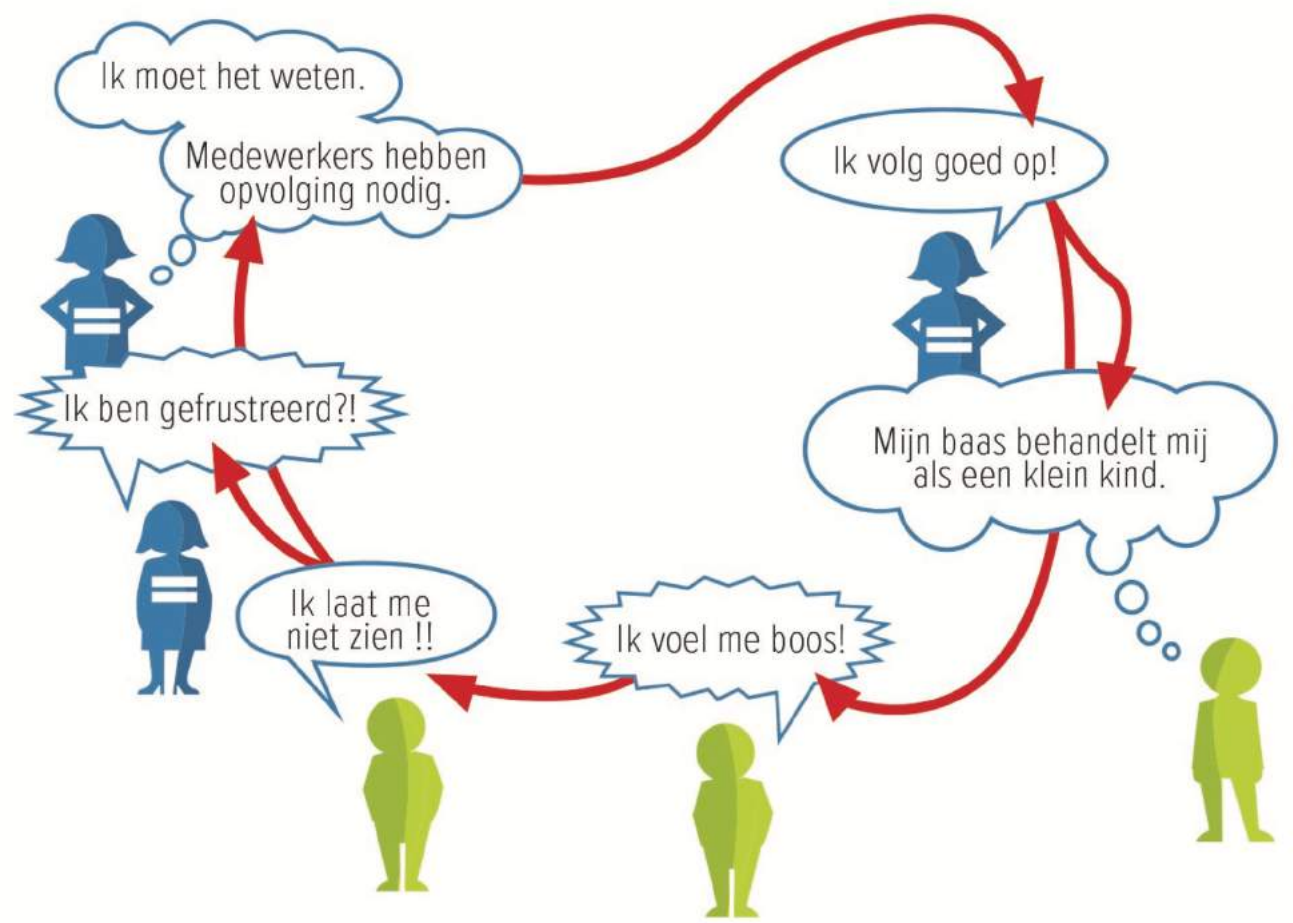 Ik moet het weten.
Medewerkers hebben
opvolging nodig.
Ik volg goed op!
Mijn baas behandelt mij
als een klein kind.
Ik voel me boos!
Ik laat me
niet zien !!
Ik ben gefrustreerd?!